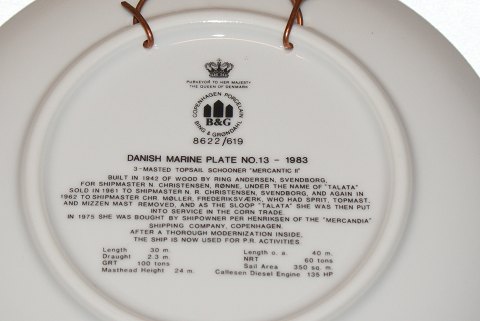 PURVEYOR TO HER MAJESTY
THE QUEEN OF DENMARK
COPENHAGEN PORCELAIN
B&G
BING & GRØNDAHL
8622/619
DANISH MARINE PLATE NO.13 - 1983
3-MASTED TOPSAIL SCHOONER "MERCANTIC II"
BUILT IN 1942 OF WOOD BY RING ANDERSEN, SVENDBORG,
FOR SHIPMASTER N. CHRISTENSEN, RØNNE, UNDER THE NAME OF "TALATA"
SOLD IN 1961 TO SHIPMASTER N. R. CHRISTENSEN, SVENDBORG, AND AGAIN IN
1962 TO SHIPMASTER CHR. MØLLER, FREDERIKSVÆRK, WHO HAD SPRIT, TOPMAST,
AND MIZZEN MAST REMOVED, AND AS THE SLOOP "TALATA" SHE WAS THEN PUT
INTO SERVICE IN THE CORN TRADE
IN 1975 SHE WAS BOUGHT BY SHIPOWNER PER HENRIKSEN OF THE "MERCANDIA"
SHIPPING COMPANY, COPENHAGEN.
AFTER A THOROUGH MODERNIZATION INSIDE,
THE SHIP IS NOW USED FOR P.R. ACTIVITIES
Length 30 m. Length o. a. 40 m.
Draught 2.3 m. NRT 60 tons
GRT 100 tons Sail Area 350 sq. m.
Masthead Height 24 m. Callesen Diesel Engine 135 HP